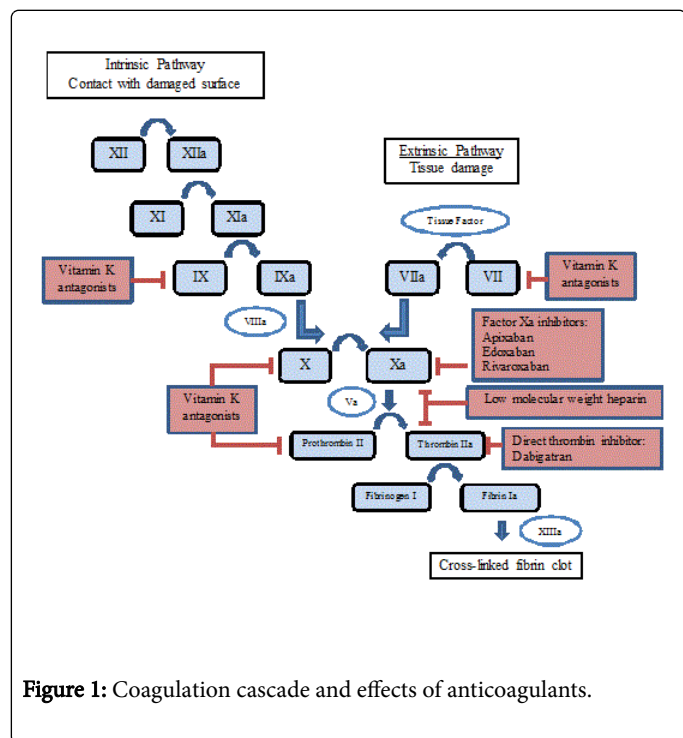 Intrinsic Pathway
Contact with damaged surface
XII
XIIa
Extrinsic Pathway
Tissue damage
XI
XIa
Tissue Factor
Vitamin K
antagonists
IX
IXa
VIIa
VII
Vitamin K
antagonists
VIIIa
Factor Xa inhibitors:
Apixaban
Edoxaban
Rivaroxaban
X
Xa
Vitamin K
antagonists
Va
Low molecular weight heparin
Prothrombin II
Thrombin IIa
Direct thrombin inhibitor:
Dabigatran
Fibrinogen I
Fibrin Ia
XIIIa
Cross-linked fibrin clot
Figure 1: Coagulation cascade and effects of anticoagulants.